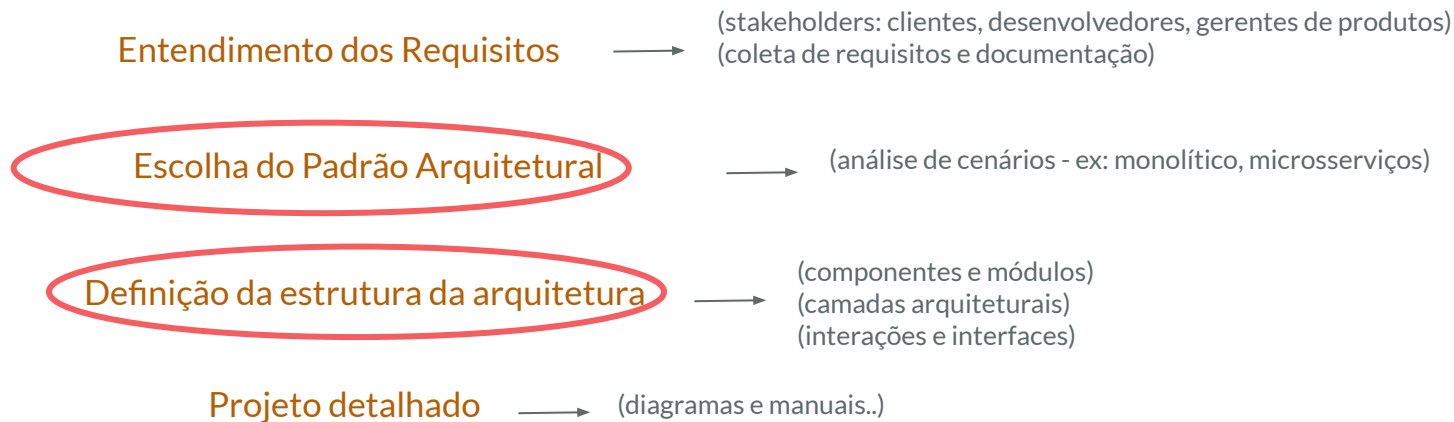 Entendimento dos Requisitos
(stakeholders: clientes, desenvolvedores, gerentes de produtos)
(coleta de requisitos e documentação)
Escolha do Padrão Arquitetural
(análise de cenários - ex: monolítico, microsserviços)
Definição da estrutura da arquitetura
(componentes e módulos)
(camadas arquiteturais)
(interações e interfaces)
Projeto detalhado
(diagramas e manuais..)